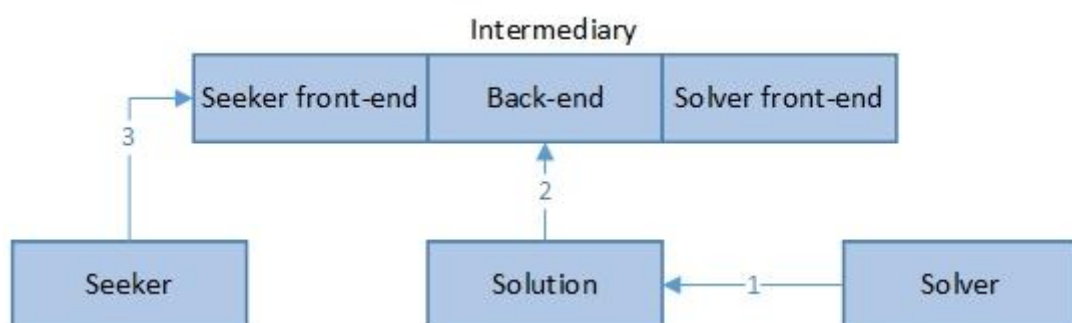 Intermediary
Seeker front-end
Back-end
Solver front-end
3
2
Seeker
Solution
1
Solver